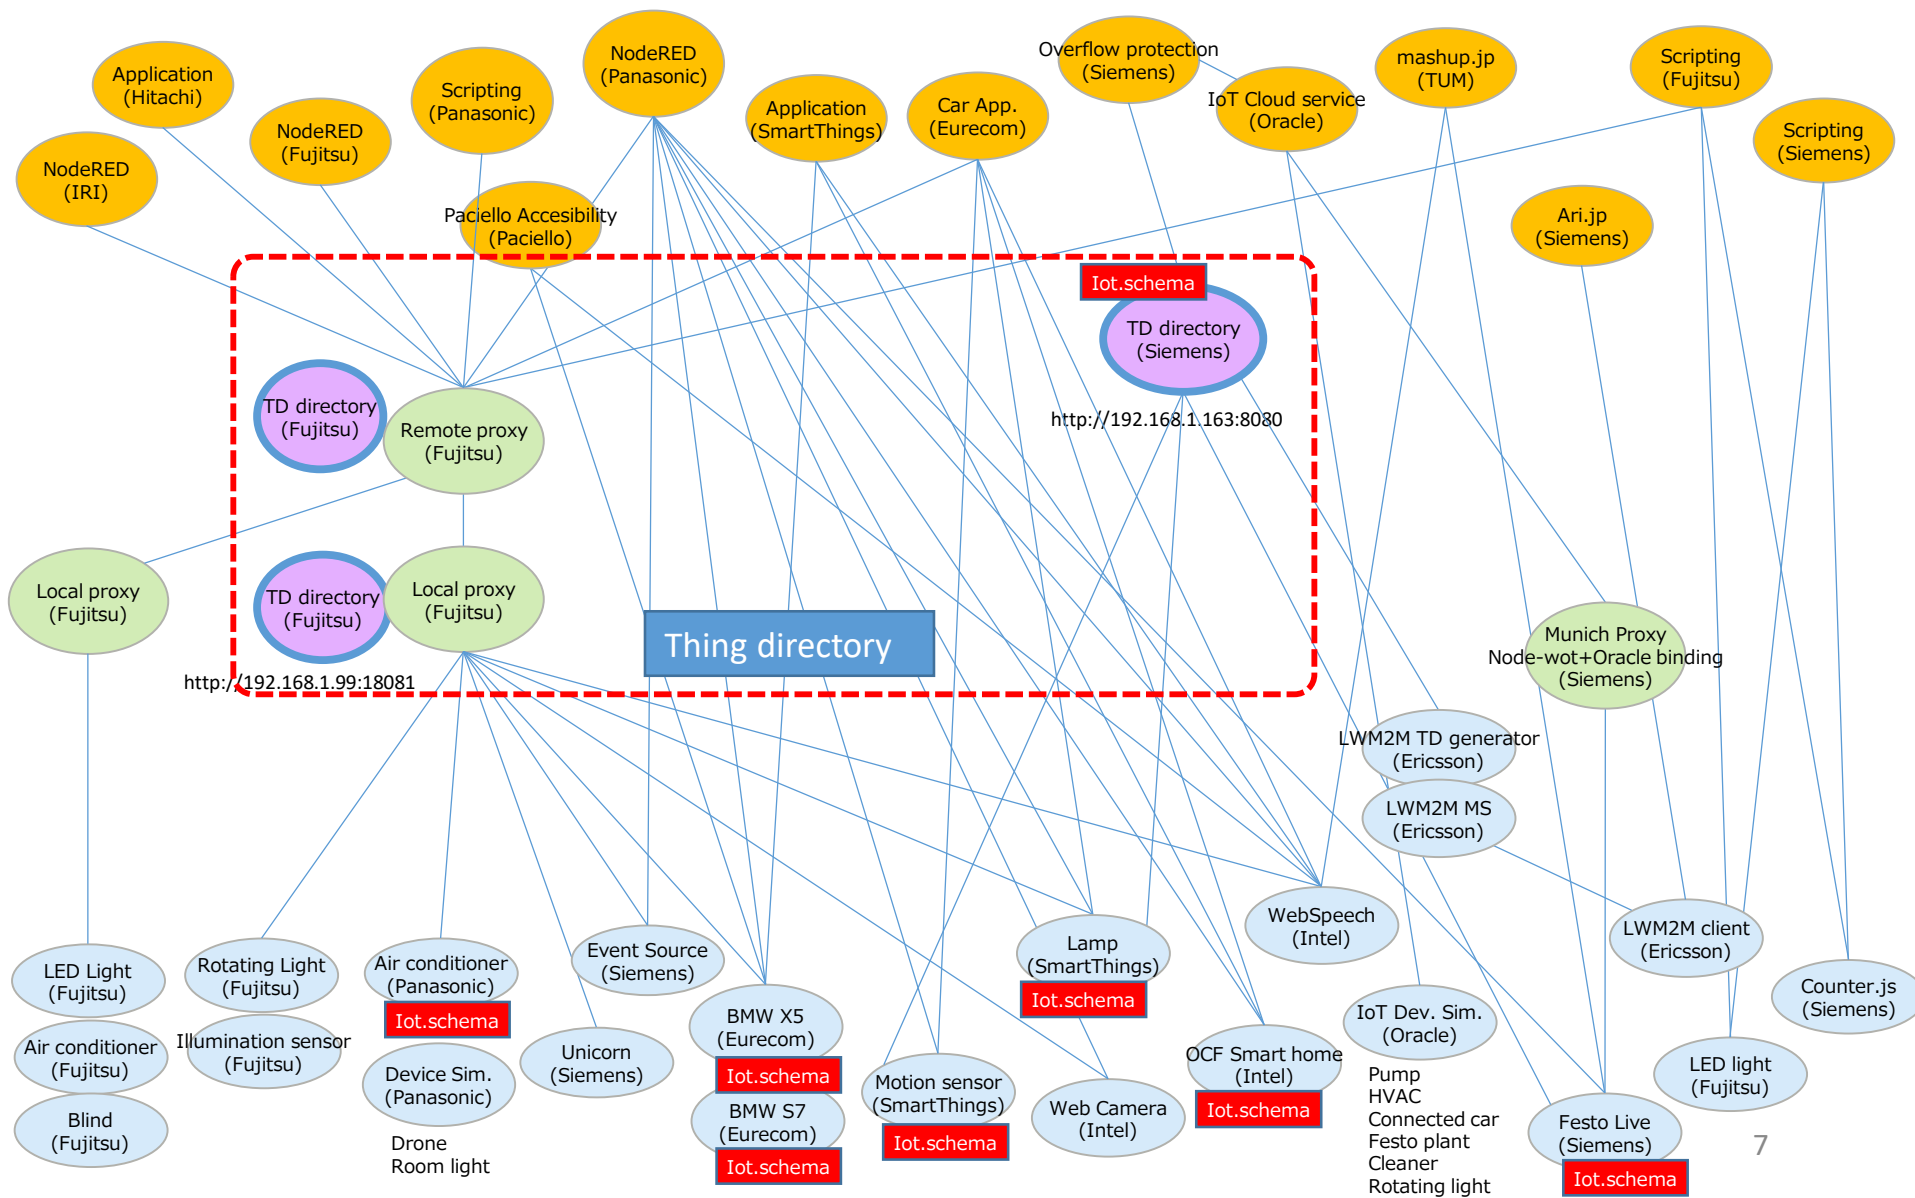 Application
(Hitachi)
NodeRED
(IRI)
NodeRED
(Fujitsu)
Scripting
(Panasonic)
NodeRED
(Panasonic)
Paciello Accesibility
(Paciello)
Application
(SmartThings)
Car App.
(Eurecom)
Overflow protection
(Siemens)
IoT Cloud service
(Oracle)
mashup.jp
(TUM)
Scripting
(Fujitsu)
Scripting
(Siemens)
Ari.jp
(Siemens)
Iot.schema
TD directory
(Siemens)
http://192.168.1.163:8080
TD directory
(Fujitsu)
Remote proxy
(Fujitsu)
Local proxy
(Fujitsu)
TD directory
(Fujitsu)
Local proxy
(Fujitsu)
http://192.168.1.99:18081
Thing directory
Munich Proxy
Node-wot+Oracle binding
(Siemens)
LWM2M TD generator
(Ericsson)
LWM2M MS
(Ericsson)
LED Light
(Fujitsu)
Air conditioner
(Fujitsu)
Blind
(Fujitsu)
Rotating Light
(Fujitsu)
Illumination sensor
(Fujitsu)
Air conditioner
(Panasonic)
Iot.schema
Device Sim.
(Panasonic)
Drone
Room light
Event Source
(Siemens)
Unicorn
(Siemens)
BMW X5
(Eurecom)
Iot.schema
BMW S7
(Eurecom)
Iot.schema
Motion sensor
(SmartThings)
Iot.schema
Lamp
(SmartThings)
Iot.schema
Web Camera
(Intel)
WebSpeech
(Intel)
OCF Smart home
(Intel)
Iot.schema
IoT Dev. Sim.
(Oracle)
Pump
HVAC
Connected car
Festo plant
Cleaner
Rotating light
LWM2M client
(Ericsson)
Festo Live
(Siemens)
Iot.schema
LED light
(Fujitsu)
Counter.js
(Siemens)
7